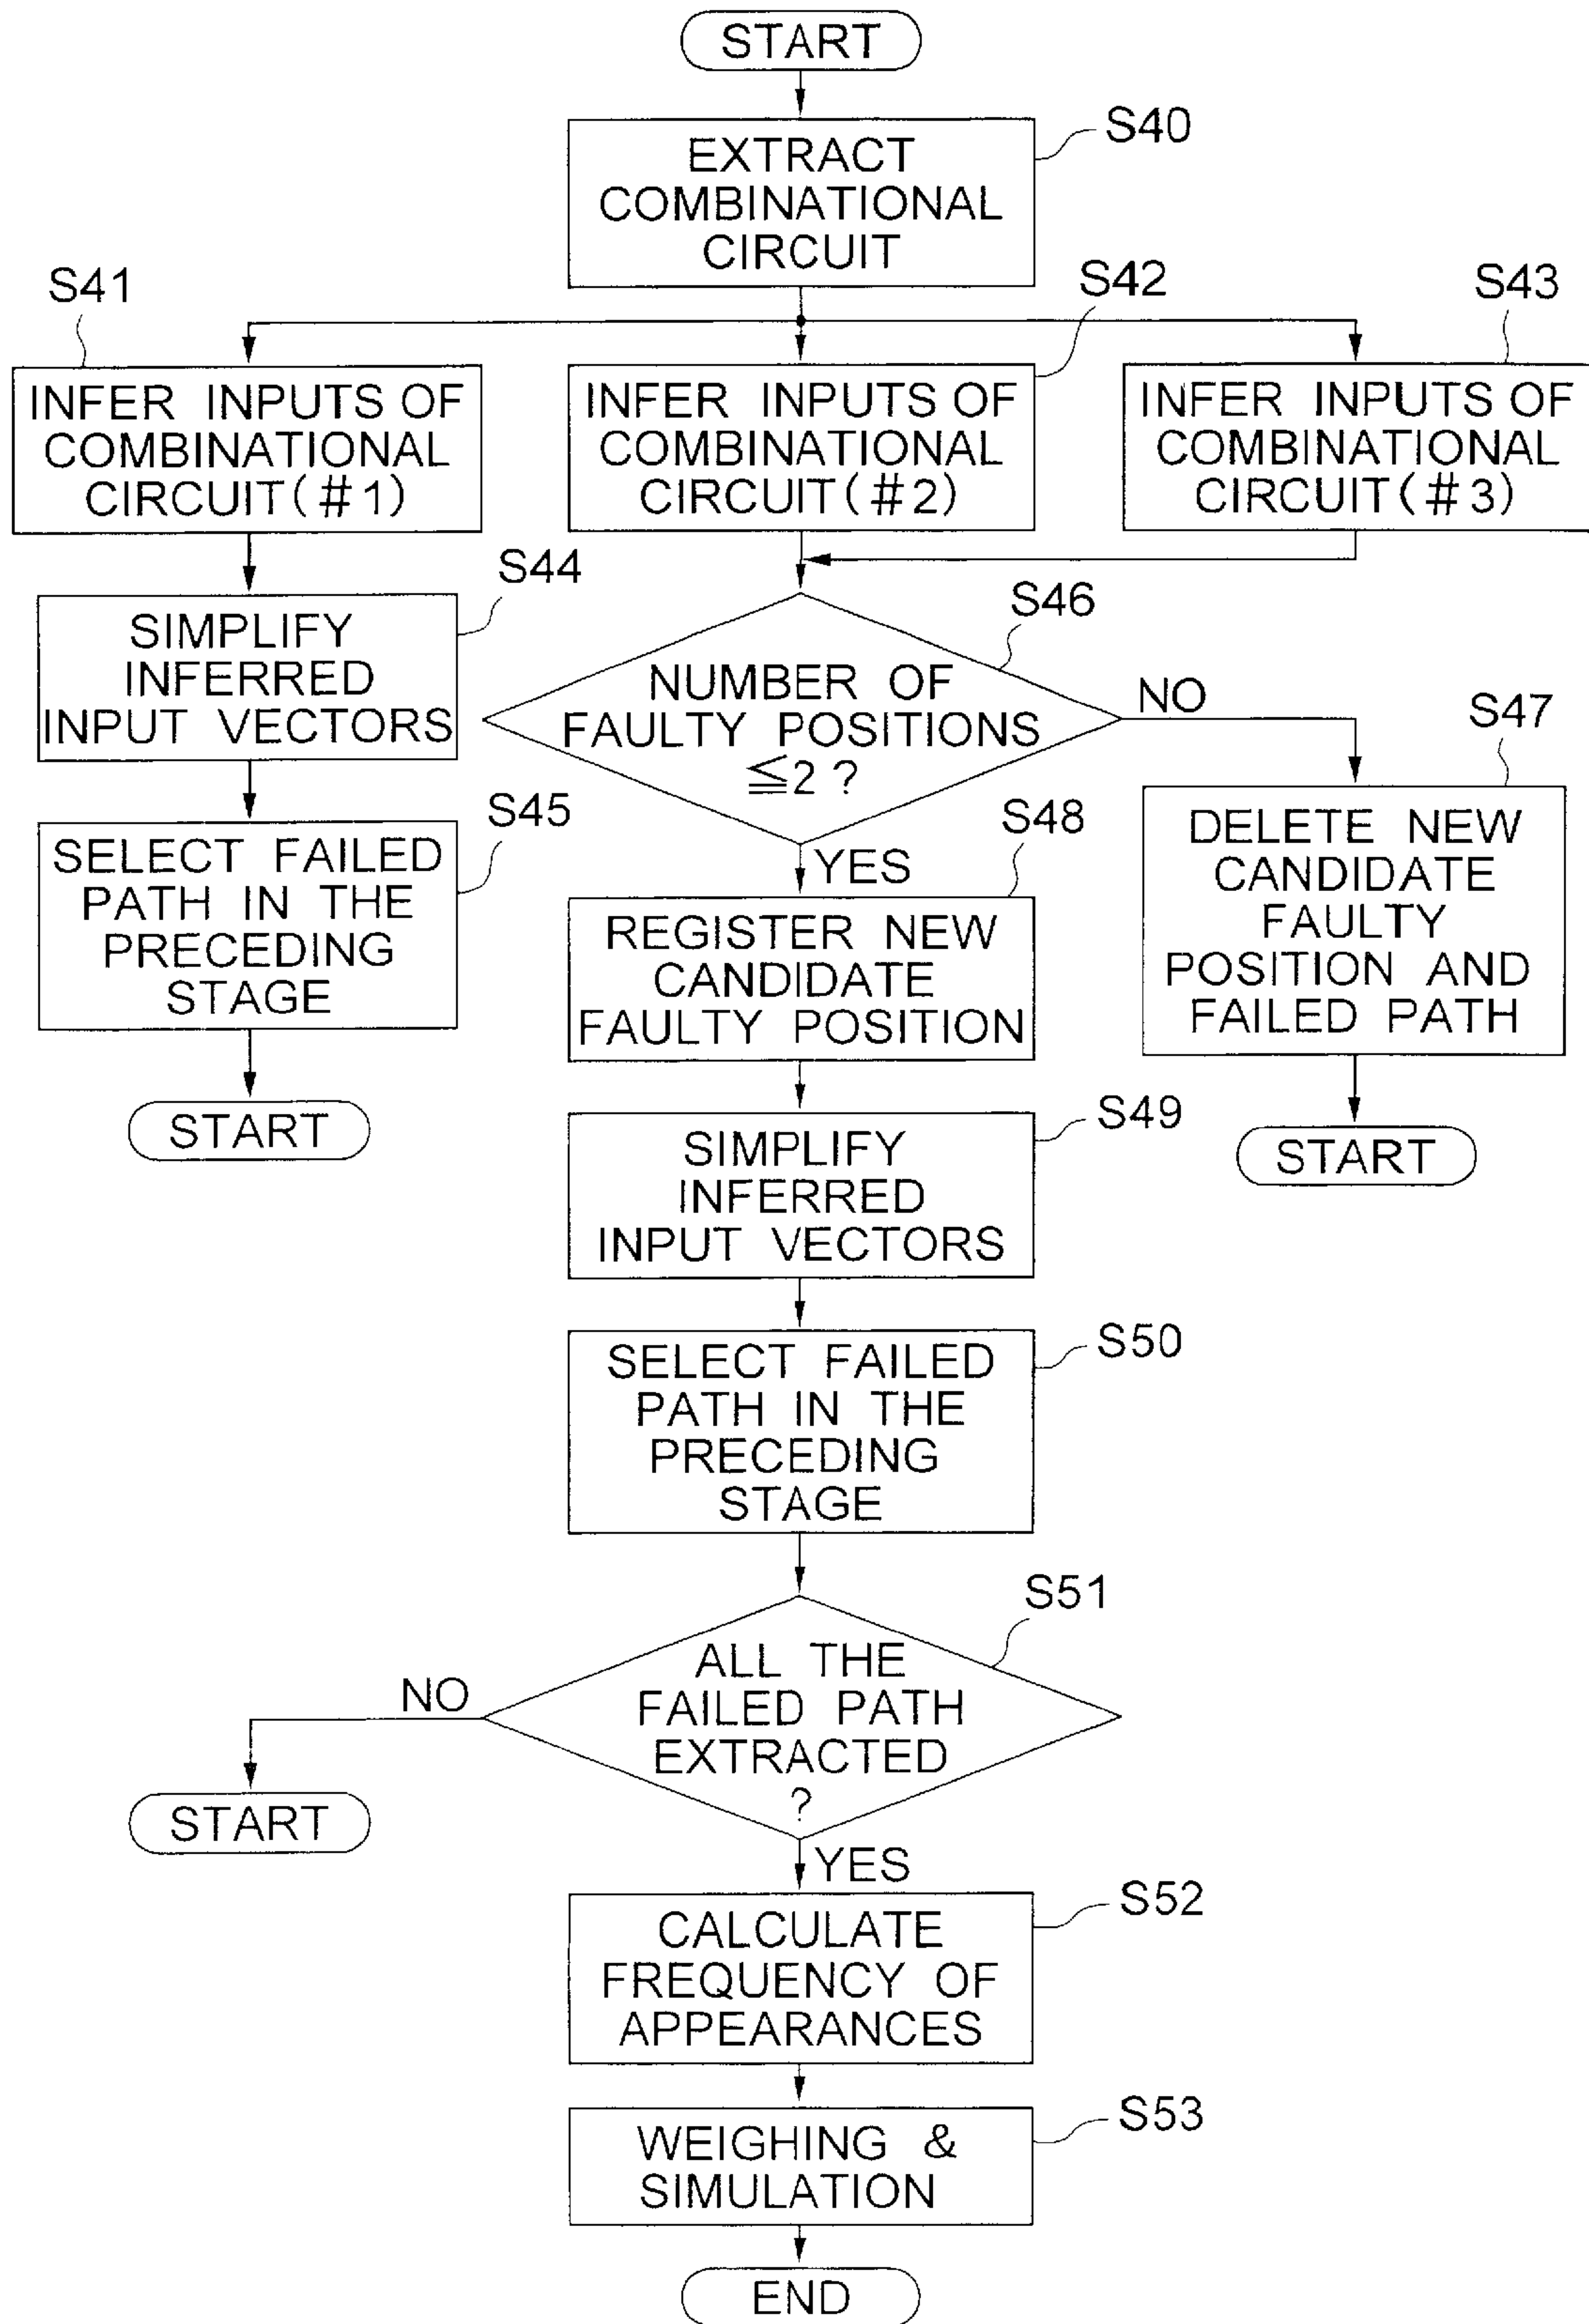 START
S40
EXTRACT
COMBINATIONAL
CIRCUIT
S41
S42
S43
INFER INPUTS OF
COMBINATIONAL
CIRCUIT(#1)
INFER INPUTS OF
COMBINATIONAL
CIRCUIT(#2)
INFER INPUTS OF
COMBINATIONAL
CIRCUIT(#3)
S44
SIMPLIFY
INFERRED
INPUT VECTORS
S46
NUMBER OF
FAULTY POSITIONS
≦2 ?
NO
S47
DELETE NEW
CANDIDATE
FAULTY
POSITION AND
FAILED PATH
START
S45
SELECT FAILED
PATH IN THE
PRECEDING
STAGE
START
YES
S48
REGISTER NEW
CANDIDATE
FAULTY POSITION
S49
SIMPLIFY
INFERRED
INPUT VECTORS
S50
SELECT FAILED
PATH IN THE
PRECEDING
STAGE
S51
ALL THE
FAILED PATH
EXTRACTED
?
NO
START
YES
S52
CALCULATE
FREQUENCY OF
APPEARANCES
S53
WEIGHING &
SIMULATION
END